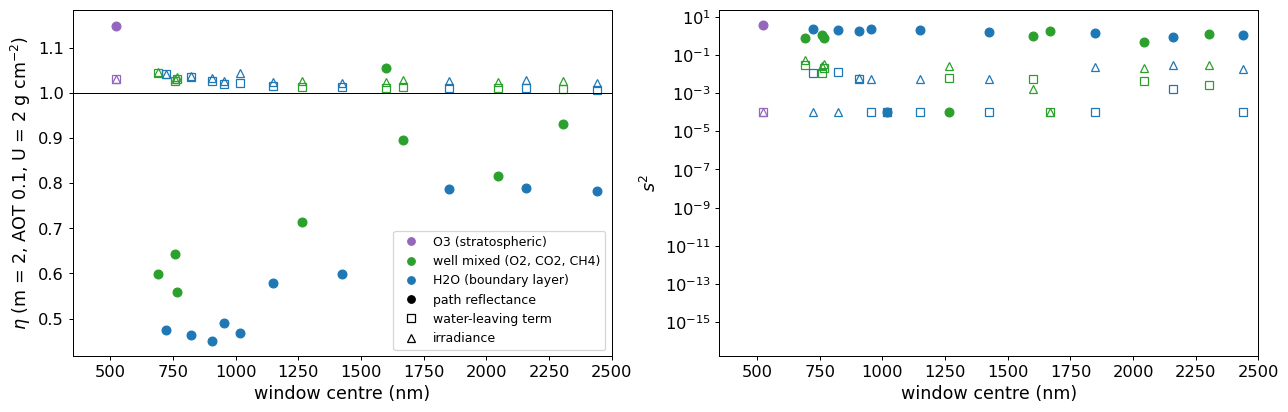 η (m = 2, AOT 0.1, U = 2 g cm⁻²)
1.1
1.0
0.9
0.8
0.7
0.6
0.5
O3 (stratospheric)
well mixed (O2, CO2, CH4)
H2O (boundary layer)
path reflectance
water-leaving term
irradiance
500 750 1000 1250 1500 1750 2000 2250 2500
window centre (nm)
s²
10¹
10⁻¹
10⁻³
10⁻⁵
10⁻⁷
10⁻⁹
10⁻¹¹
10⁻¹³
10⁻¹⁵
500 750 1000 1250 1500 1750 2000 2250 2500
window centre (nm)